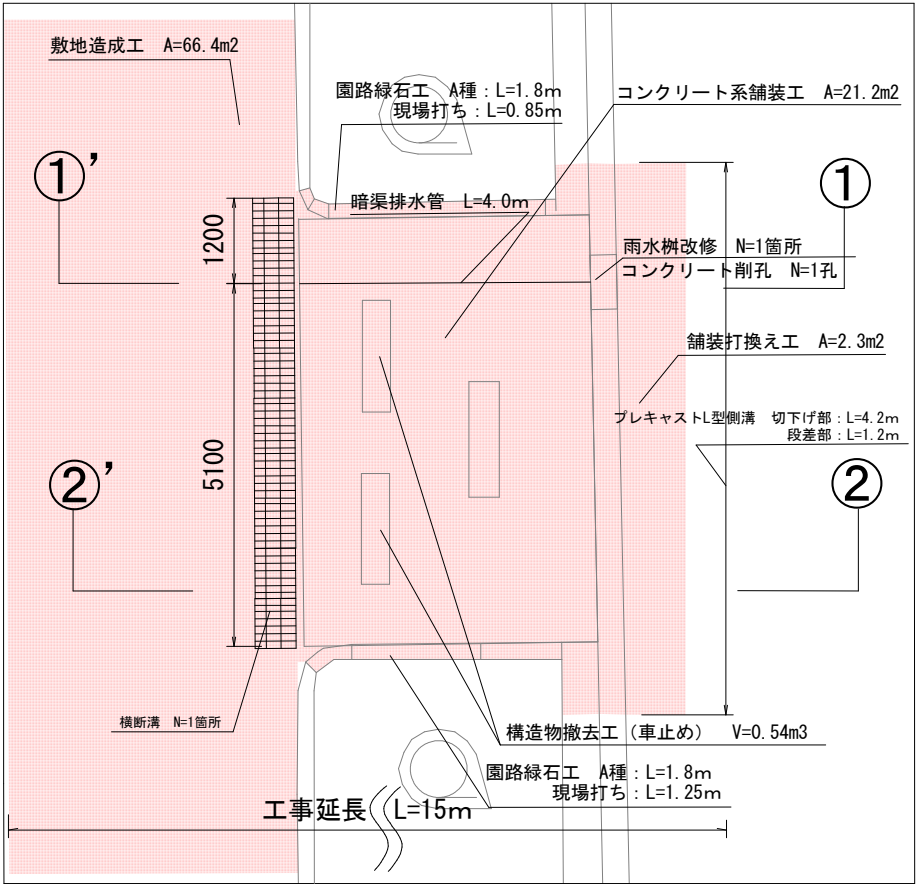 敷地造成工 A=66.4m2
園路緑石工 A種：L=1.8m
現場打ち：L=0.85m
コンクリート系舗装工 A=21.2m2
①’
①
暗渠排水管 L=4.0m
1200
雨水桝改修 N=1箇所
コンクリート削孔 N=1孔
舗装打換え工 A=2.3m2
プレキャストL型側溝 切下げ部：L=4.2m
段差部：L=1.2m
5100
②’
②
横断溝 N=1箇所
構造物撤去工（車止め） V=0.54m3
園路緑石工 A種：L=1.8m
現場打ち：L=1.25m
工事延長 L=15m